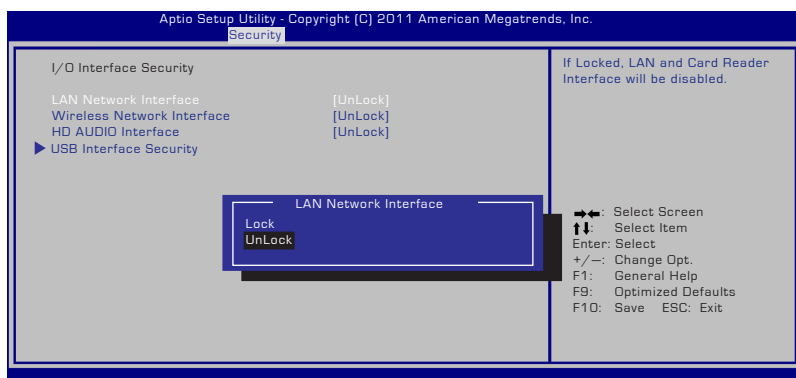 Aptio Setup Utility - Copyright (C) 2011 American Megatrends, Inc.
Security
I/O Interface Security
LAN Network Interface [UnLock]
Wireless Network Interface [UnLock]
HD AUDIO Interface [UnLock]
USB Interface Security
If Locked, LAN and Card Reader
Interface will be disabled.
LAN Network Interface
Lock
UnLock
→←: Select Screen
↑↓: Select Item
Enter: Select
+/—: Change Opt.
F1: General Help
F9: Optimized Defaults
F10: Save ESC: Exit